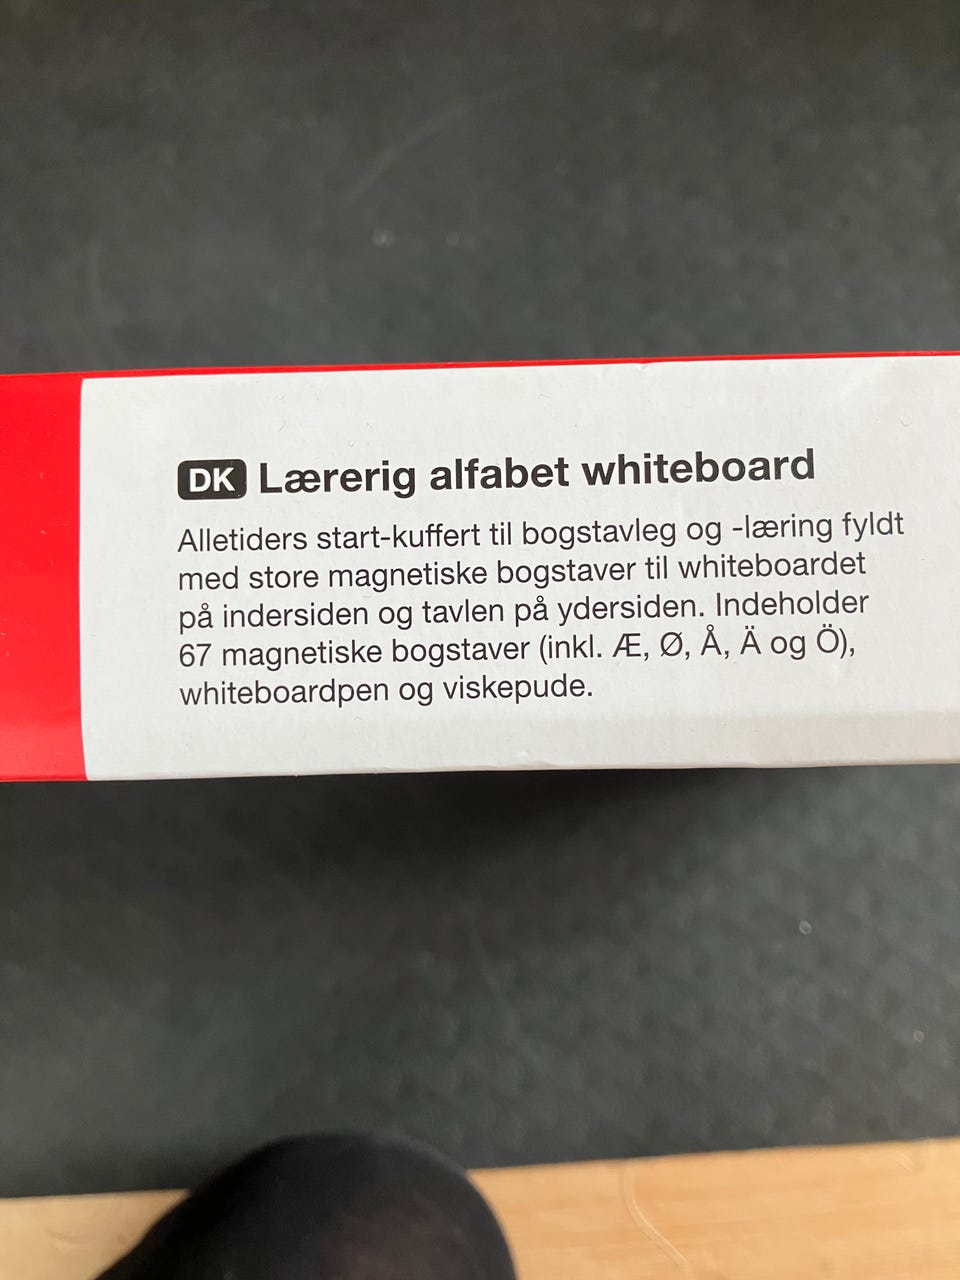 DK Lærerig alfabet whiteboard
Alletiders start-kuffert til bogstavleg og -læring fyldt
med store magnetiske bogstaver til whiteboardet
på indersiden og tavlen på ydersiden. Indeholder
67 magnetiske bogstaver (inkl. Æ, Ø, Å, Ä og Ö),
whiteboardpen og viskepude.